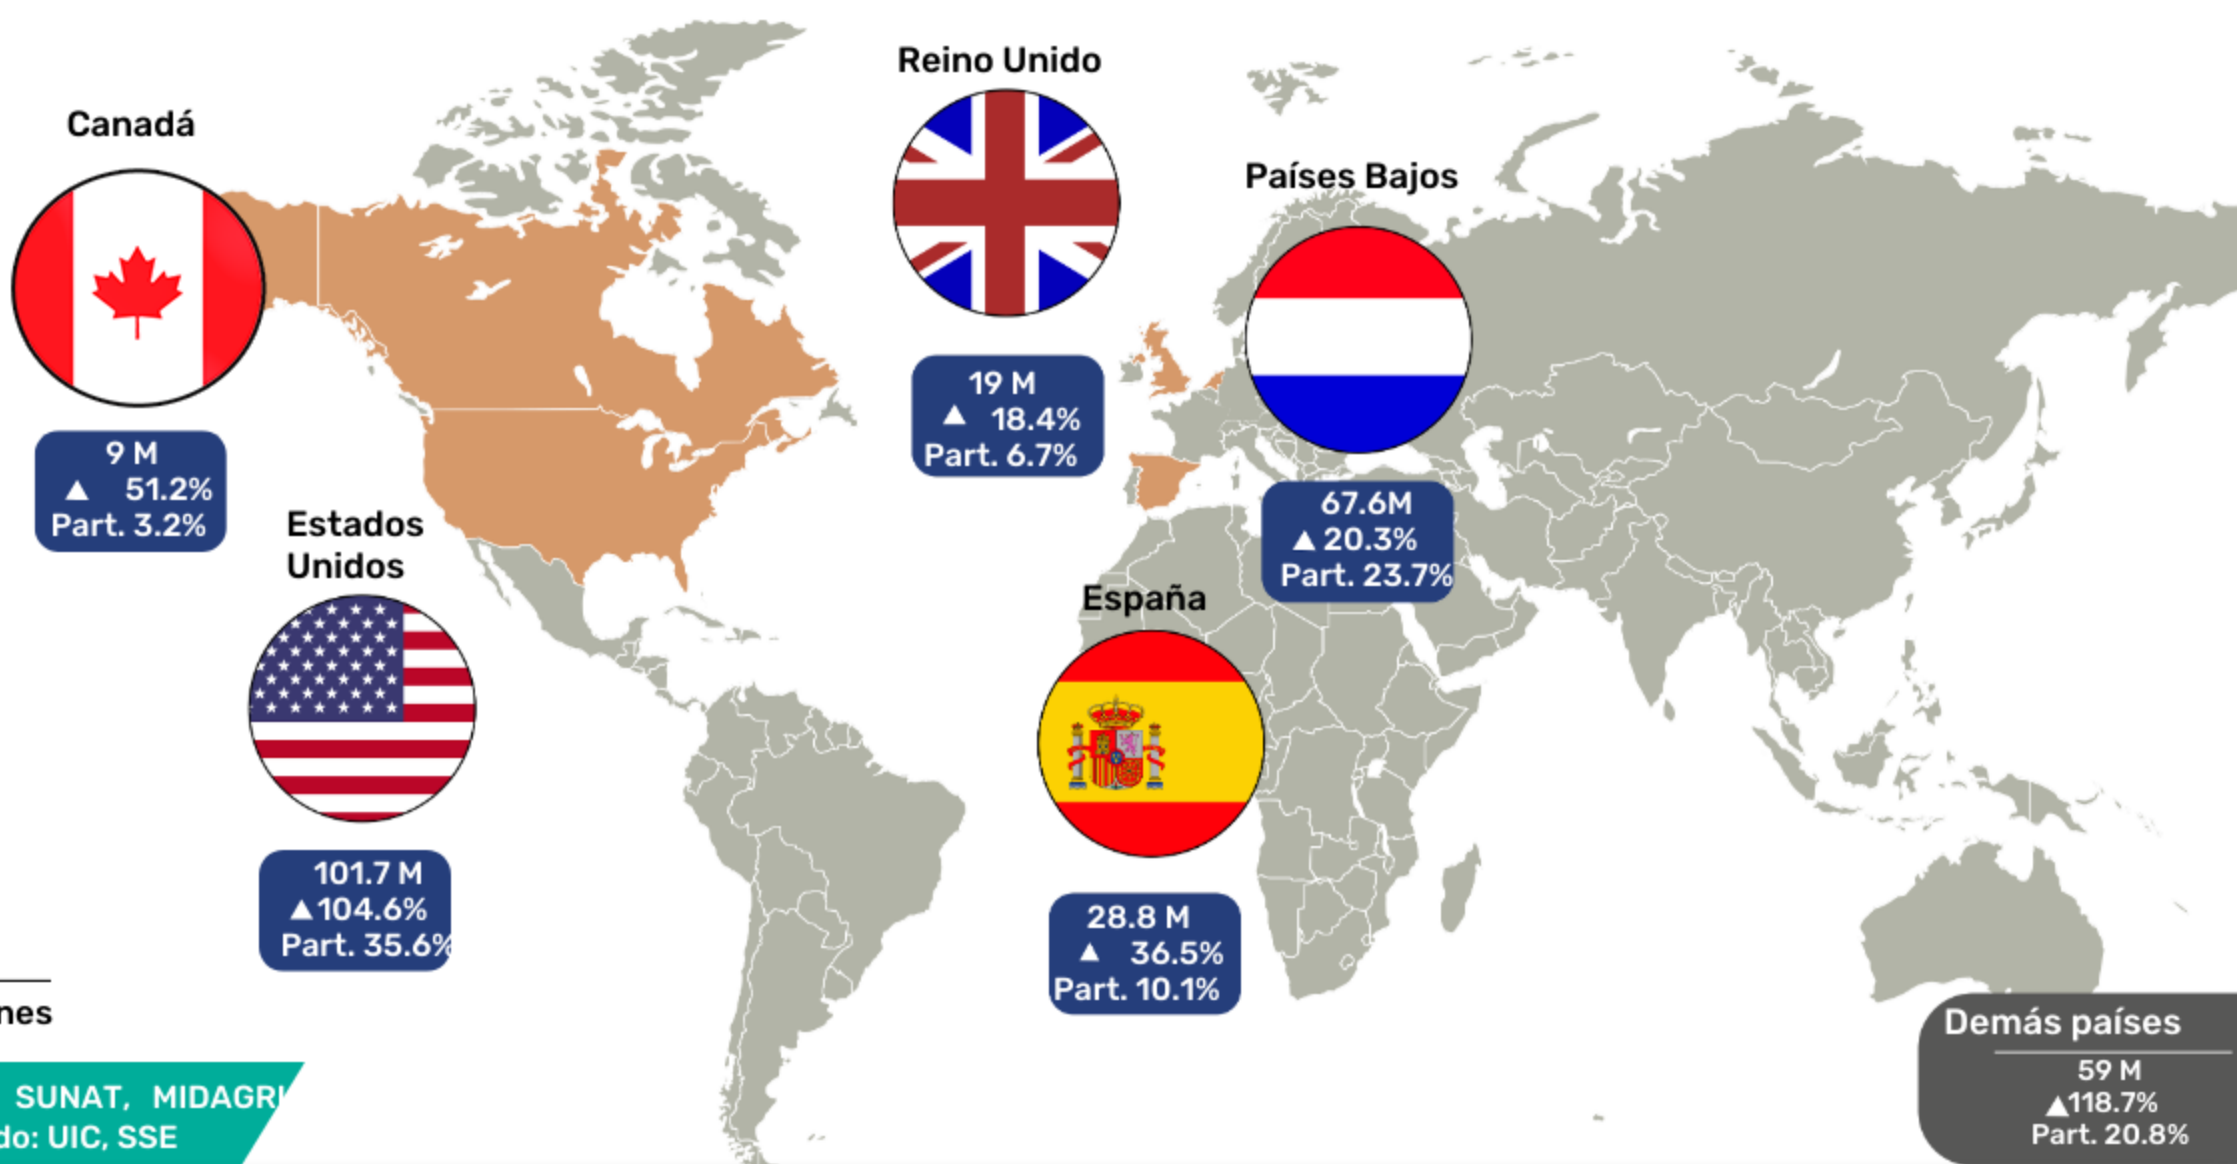 Reino Unido
Canadá
Países Bajos
19 M
▲ 18.4%
Part. 6.7%
9 M
▲ 51.2%
Part. 3.2%
67.6M
▲ 20.3%
Part. 23.7%
Estados
Unidos
España
101.7 M
▲104.6%
Part. 35.6%
28.8 M
▲ 36.5%
Part. 10.1%
nes
Demás países
59 M
▲118.7%
Part. 20.8%
SUNAT, MIDAGRI
do: UIC, SSE